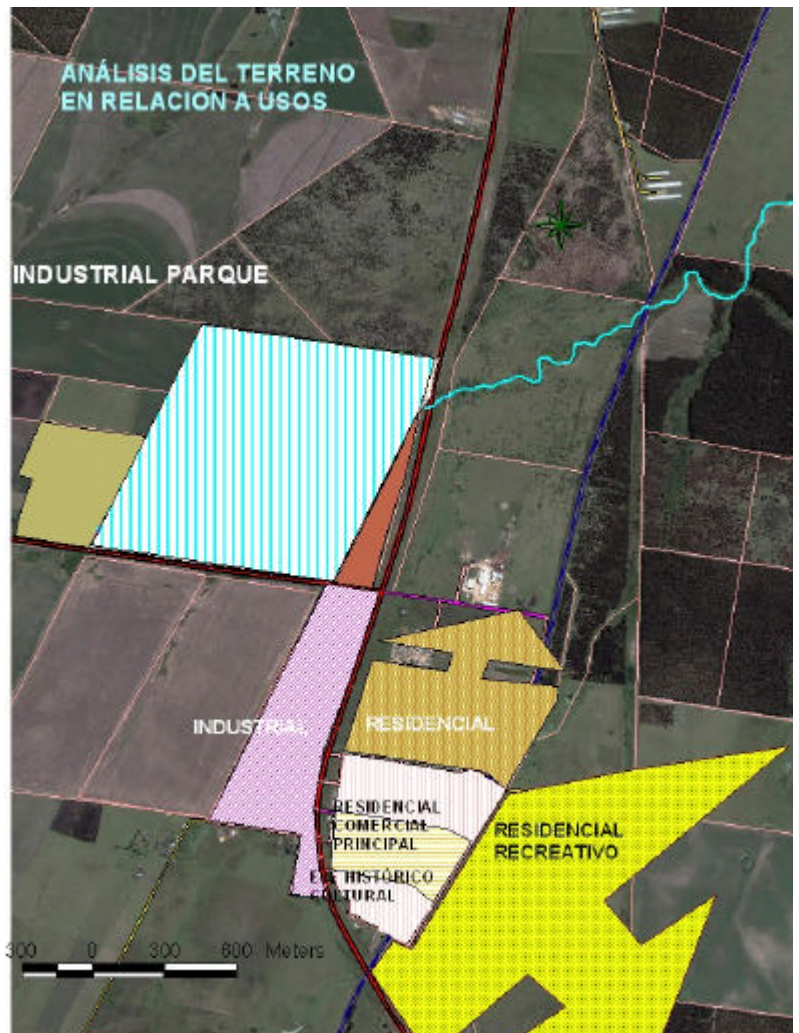 ANÁLISIS DEL TERRENO
EN RELACION A USOS
INDUSTRIAL PARQUE
INDUSTRIAL
RESIDENCIAL
RESIDENCIAL
COMERCIAL
PRINCIPAL
RESIDENCIAL
RECREATIVO
EJE HISTÓRICO
CULTURAL
300 0 300 600 Meters